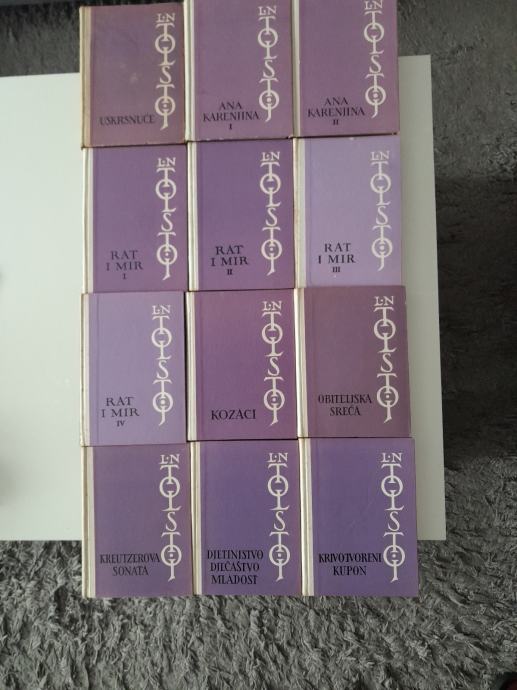 L·N
TOLSTOJ
USKRSNUĆE
L·N
TOLSTOJ
ANA
KARENJINA
I
TOLSTOJ
ANA
KARENJINA
II
L·N
TOLSTOJ
RAT
I MIR
I
L·N
TOLSTOJ
RAT
I MIR
II
L·N
TOLSTOJ
RAT
I MIR
III
L·N
TOLSTOJ
RAT
I MIR
IV
L·N
TOLSTOJ
KOZACI
L·N
TOLSTOJ
OBITELJSKA
SREĆA
L·N
TOLSTOJ
KREUTZEROVA
SONATA
L·N
TOLSTOJ
DJETINJSTVO
DJEČAŠTVO
MLADOST
L·N
TOLSTOJ
KRIVOTVORENI
KUPON